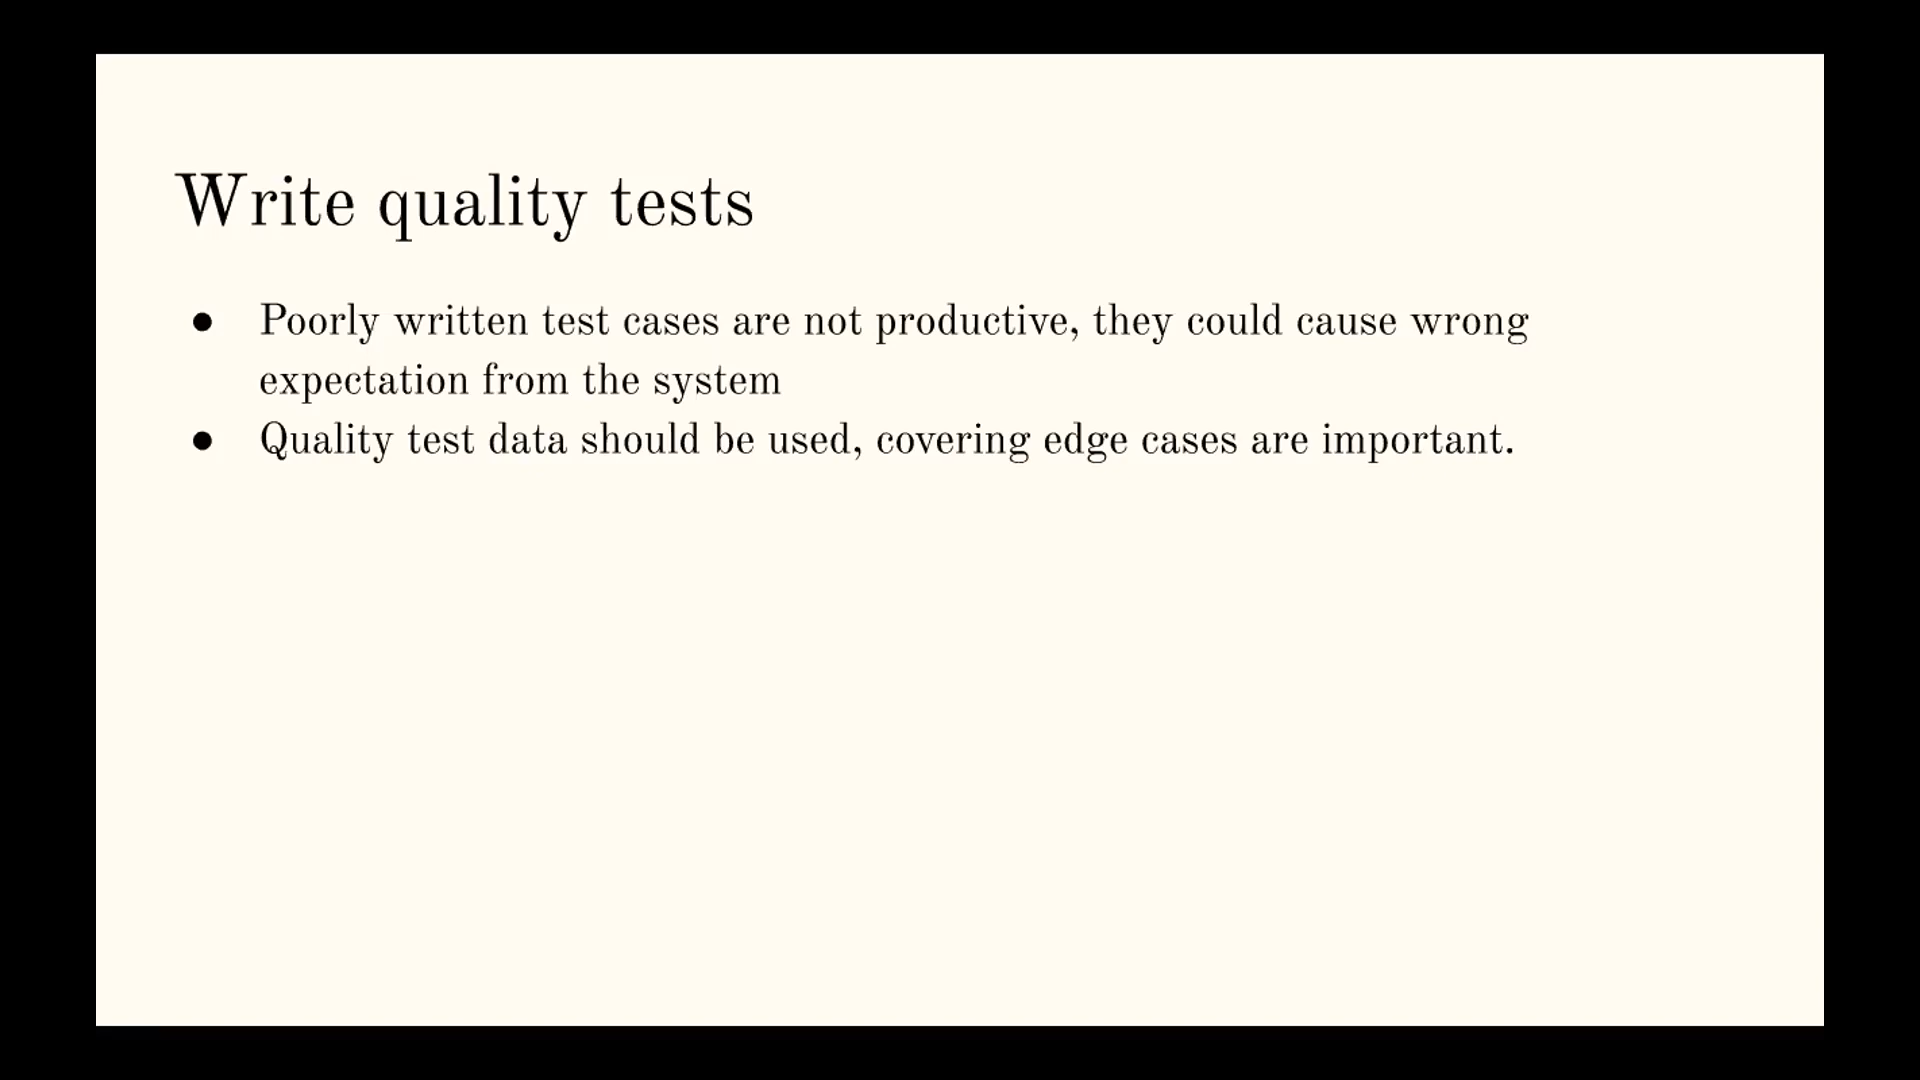 Write quality tests
● Poorly written test cases are not productive, they could cause wrong
expectation from the system
● Quality test data should be used, covering edge cases are important.